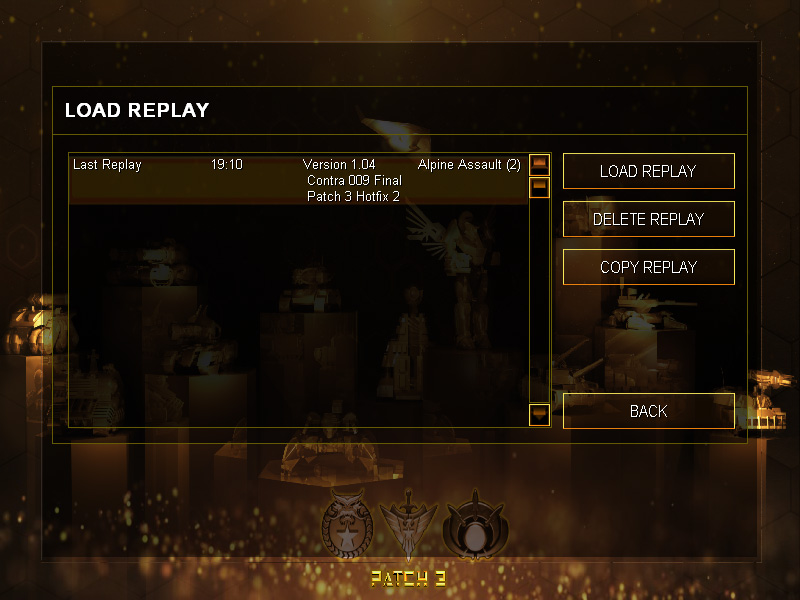 LOAD REPLAY
Last Replay 19:10 Version 1.04 Alpine Assault (2)
Contra 009 Final
Patch 3 Hotfix 2
LOAD REPLAY
DELETE REPLAY
COPY REPLAY
BACK
PATCH 3